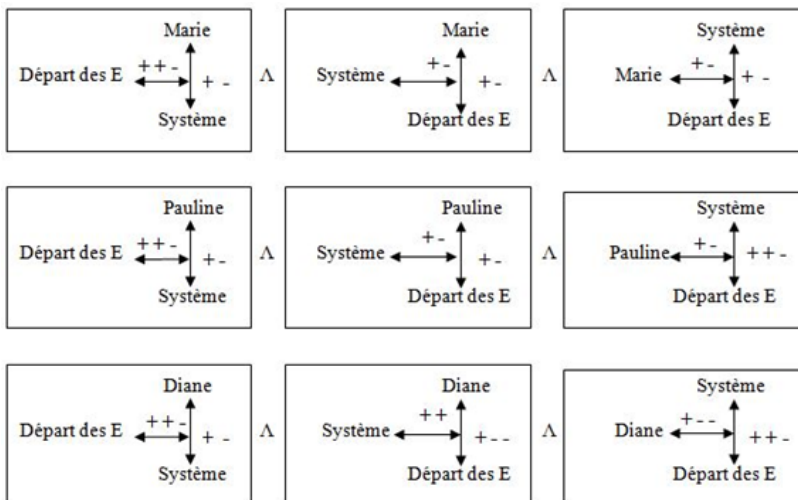 Marie
Départ des E ++-
+ -
Système
Λ
Marie
Système +-
+-
Départ des E
Λ
Système
Marie +-
+ -
Départ des E
Pauline
Départ des E ++-
+-
Système
Λ
Pauline
Système +-
+-
Départ des E
Λ
Système
Pauline +-
++-
Départ des E
Diane
Départ des E ++-
+ -
Système
Λ
Diane
Système ++
+--
Départ des E
Λ
Système
Diane +--
++-
Départ des E